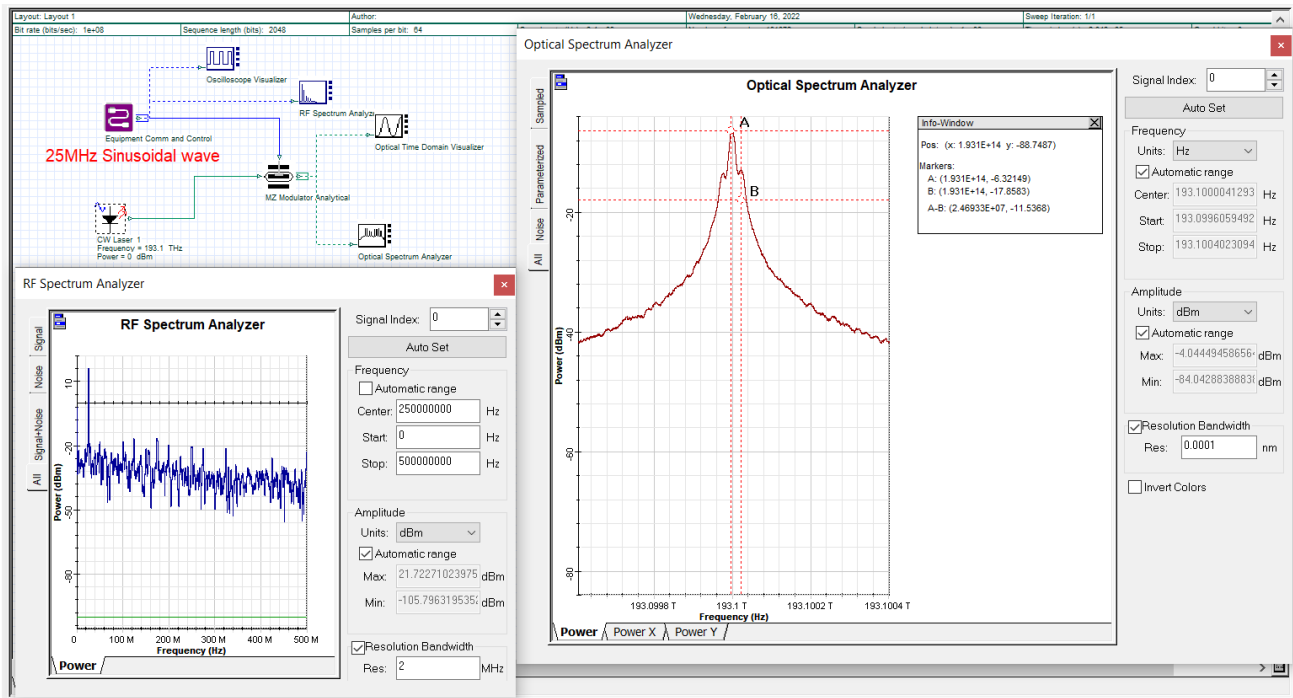 Layout: Layout 1
Author:
Wednesday, February 16, 2022
Sweep Iteration: 1/1
Bit rate (bits/sec): 1e+08
Sequence length (bits): 2048
Samples per bit: 64
Oscilloscope Visualizer
RF Spectrum Analyz
Equipment Comm and Control
25MHz Sinusoidal wave
Optical Time Domain Visualizer
MZ Modulator Analytical
CW Laser 1
Frequency = 193.1 THz
Power = 0 dBm
Optical Spectrum Analyzer
RF Spectrum Analyzer
Signal
Noise
Signal+Noise
All
RF Spectrum Analyzer
10
-20
-50
-80
Power (dBm)
0
100 M
200 M
300 M
400 M
500 M
Frequency (Hz)
Power
Signal Index: 0
Auto Set
Frequency
Automatic range
Center: 250000000 Hz
Start: 0 Hz
Stop: 500000000 Hz
Amplitude
Units: dBm
Automatic range
Max: 21.72271023975 dBm
Min: -105.796319535 dBm
Resolution Bandwidth
Res: 2 MHz
Optical Spectrum Analyzer
Sampled
Parameterized
Noise
All
Optical Spectrum Analyzer
A
B
-20
-40
-60
-80
Power (dBm)
193.0998 T
193.1 T
193.1002 T
193.1004 T
Frequency (Hz)
Power
Power X
Power Y
Info-Window
Pos: (x: 1.931E+14 y: -88.7487)
Markers:
A: (1.931E+14, -6.32149)
B: (1.931E+14, -17.8583)
A-B: (2.46933E+07, -11.5368)
Signal Index: 0
Auto Set
Frequency
Units: Hz
Automatic range
Center: 193.1000041293 Hz
Start: 193.0996059492 Hz
Stop: 193.1004023094 Hz
Amplitude
Units: dBm
Automatic range
Max: -4.04449458656 dBm
Min: -84.0428838883 dBm
Resolution Bandwidth
Res: 0.0001 nm
Invert Colors